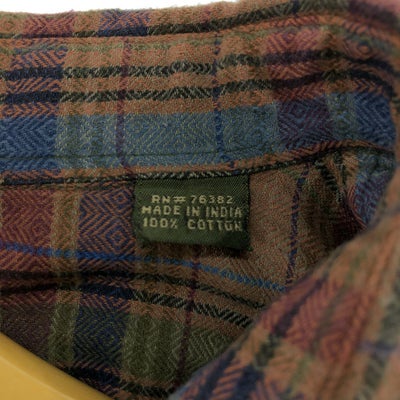 RN# 76382
MADE IN INDIA
100% COTTON